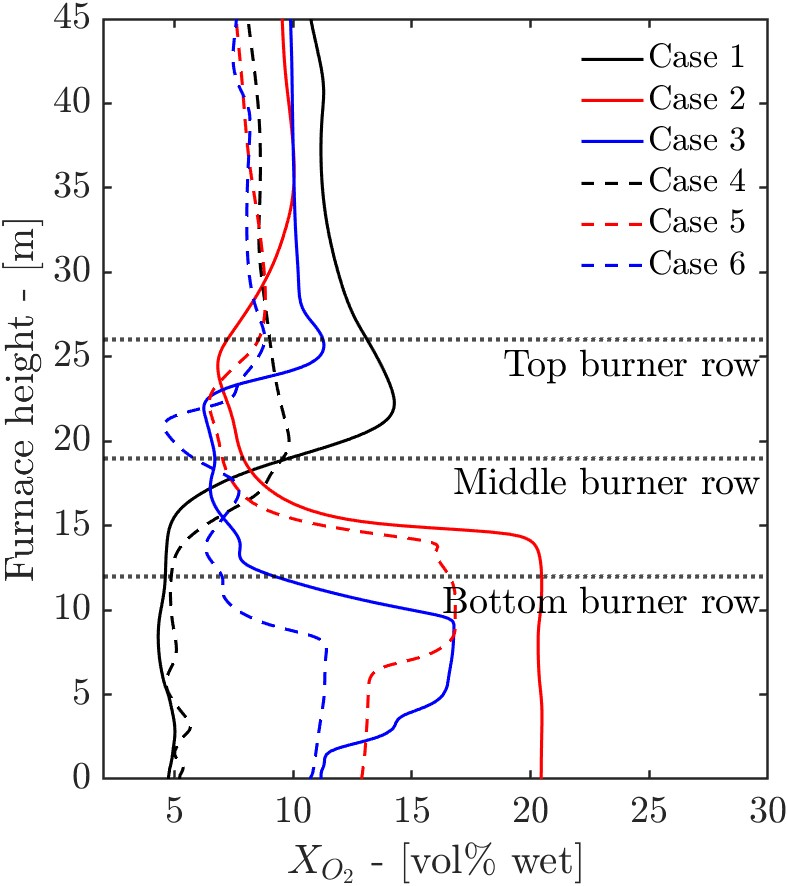 45
40
35
30
25
20
15
10
5
0
Furnace height - [m]
Case 1
Case 2
Case 3
Case 4
Case 5
Case 6
Top burner row
Middle burner row
Bottom burner row
5 10 15 20 25 30
X_{O_2} - [vol% wet]